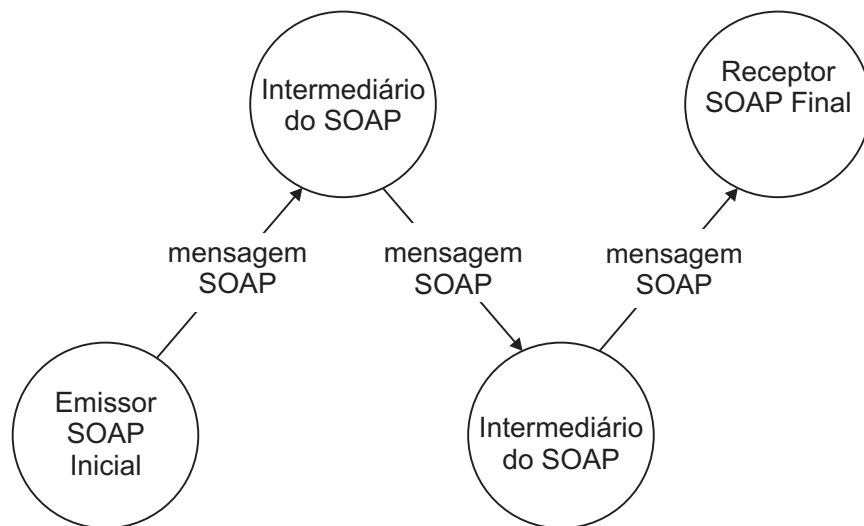 Intermediário
do SOAP
Receptor
SOAP Final
mensagem
SOAP
mensagem
SOAP
mensagem
SOAP
Emissor
SOAP
Inicial
Intermediário
do SOAP